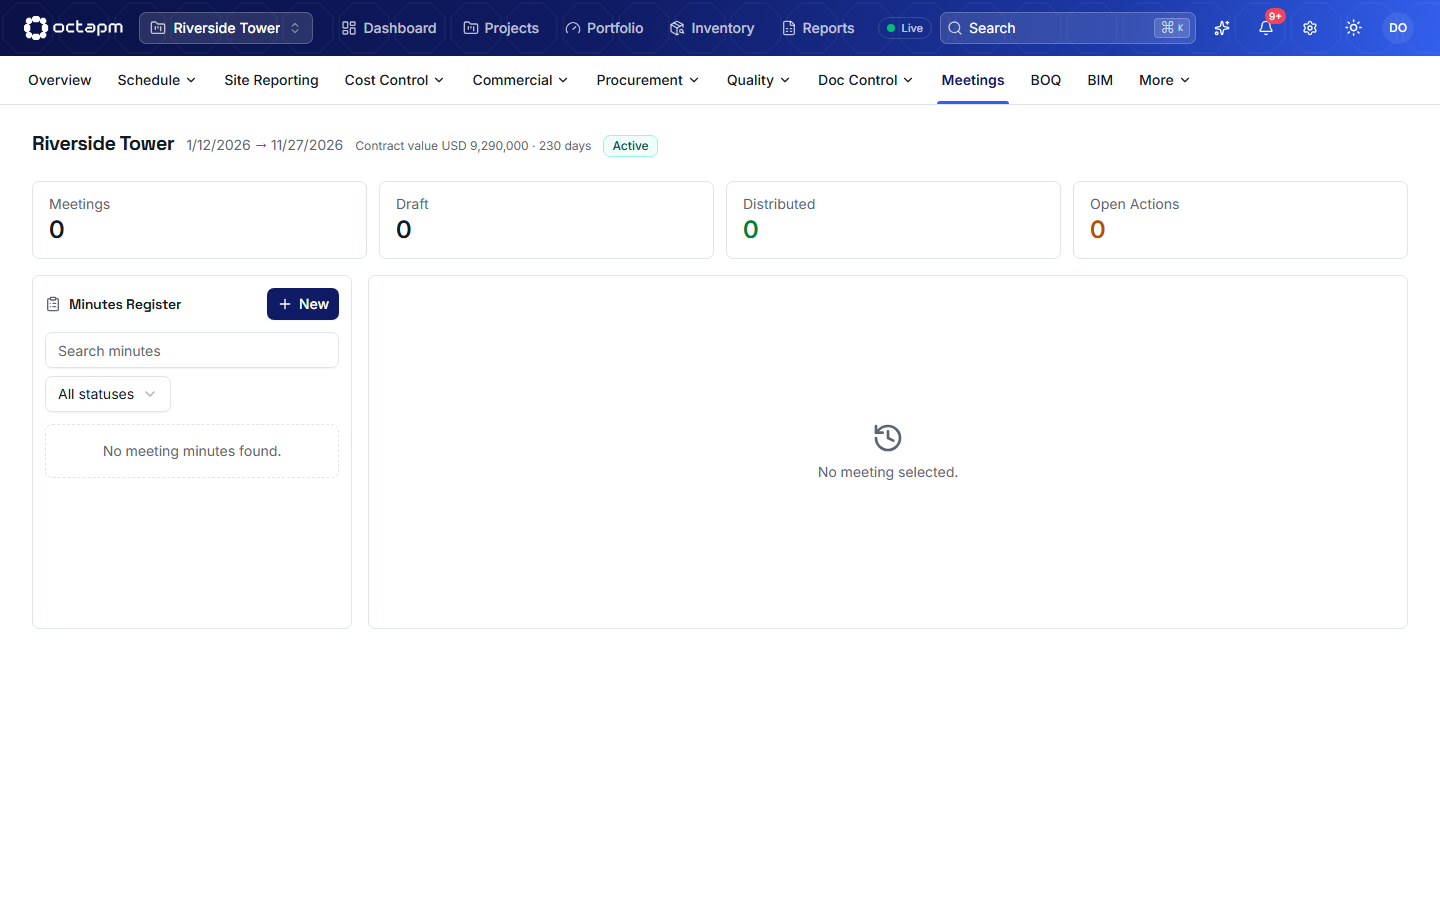 octapm Riverside Tower Dashboard Projects Portfolio Inventory Reports Live Search ⌘ K 9+ DO
Overview Schedule Site Reporting Cost Control Commercial Procurement Quality Doc Control Meetings BOQ BIM More
Riverside Tower 1/12/2026 → 11/27/2026 Contract value USD 9,290,000 · 230 days Active
Meetings Draft Distributed Open Actions
0 0 0 0
Minutes Register + New
Search minutes
All statuses
No meeting minutes found.
No meeting selected.